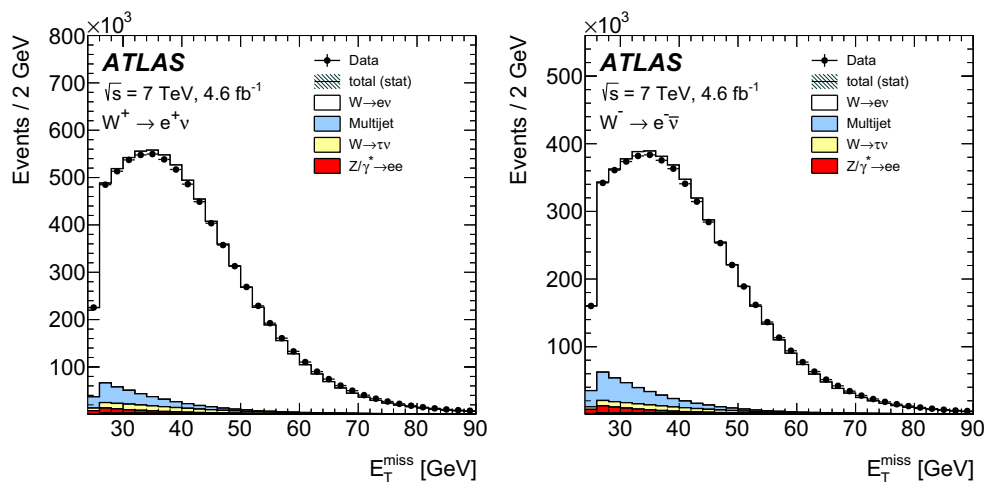 ×10³
Events / 2 GeV
800
700
600
500
400
300
200
100
ATLAS
√s = 7 TeV, 4.6 fb⁻¹
W⁺ → e⁺ν
Data
total (stat)
W→eν
Multijet
W→τν
Z/γ*→ee
30 40 50 60 70 80 90
E_T^miss [GeV]
×10³
Events / 2 GeV
500
400
300
200
100
ATLAS
√s = 7 TeV, 4.6 fb⁻¹
W⁻ → e⁻ν̅
Data
total (stat)
W→eν
Multijet
W→τν
Z/γ*→ee
30 40 50 60 70 80 90
E_T^miss [GeV]